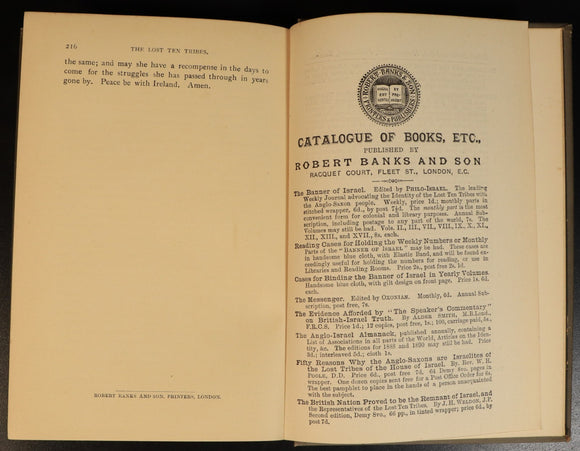 216 THE LOST TEN TRIBES.
the same; and may she have a recompense in the days to
come for the struggles she has passed through in years
gone by. Peace be with Ireland. Amen.
ROBERT BANKS AND SON, PRINTERS, LONDON.
ROBERT BANKS & SON
PRINTERS & PUBLISHERS
CATALOGUE OF BOOKS, ETC.,
PUBLISHED BY
ROBERT BANKS AND SON
RACQUET COURT, FLEET ST., LONDON, E.C.
The Banner of Israel. Edited by PHILO-ISRAEL. The leading
Weekly Journal advocating the Identity of the Lost Ten Tribes with
the Anglo-Saxon people. Weekly, price 1d.; monthly parts in
stitched wrapper, 6d., by post 7½d. The monthly part is the most
convenient form for colonial and library purposes. Annual Sub-
scription, including postage to any part of the world, 7s. The
Volumes may still be had. Vols. II., III., VII., VIII., IX., X., XI.,
XII., XIII., and XVII., 8s. each.
Reading Cases for Holding the Weekly Numbers or Monthly
Parts of the "BANNER OF ISRAEL" may be had. These cases are
in handsome blue cloth, with Elastic Band, and will be found ex-
ceedingly useful for holding the numbers for reading, or use in
Libraries and Reading Rooms. Price 2s., post free 2s. 1d.
Cases for Binding the Banner of Israel in Yearly Volumes.
Handsome blue cloth, with gilt design on front page. Price 1s. 6d.
each.
The Messenger. Edited by OXONIAN. Monthly, 6d. Annual Sub-
scription, post free, 7s.
The Evidence Afforded by "The Speaker's Commentary"
on British-Israel Truth. By ALDER SMITH, M.B.Lond.,
F.R.C.S. Price 1d.; 12 copies, post free, 1s.; 100, carriage paid,
The Anglo-Israel Almanack, published annually, containing a
List of Associations in all parts of the World, Articles on the Iden-
tity, &c. The editions for 1885 and 1890 may still be had. Price
3d.; interleaved 3d.; cloth 1s.
Fifty Reasons Why the Anglo-Saxons are Israelites of
the Lost Tribes of the House of Israel. By Rev. W. H.
POOLE, D.D. Price 6d., post free 7d. 64 Demy 8vo. pages in
wrapper. One dozen copies sent free for a Post Office Order for 6s.
The best pamphlet to place in the hands of a person unacquainted
with the subject.
The British Nation Proved to be the Remnant of Israel, and
the Representatives of the Lost Ten Tribes. By J. H. WELDON, J.P.
Second edition, Demy 8vo., 66 pp., in tinted wrapper; price 6d., by
post 7d.